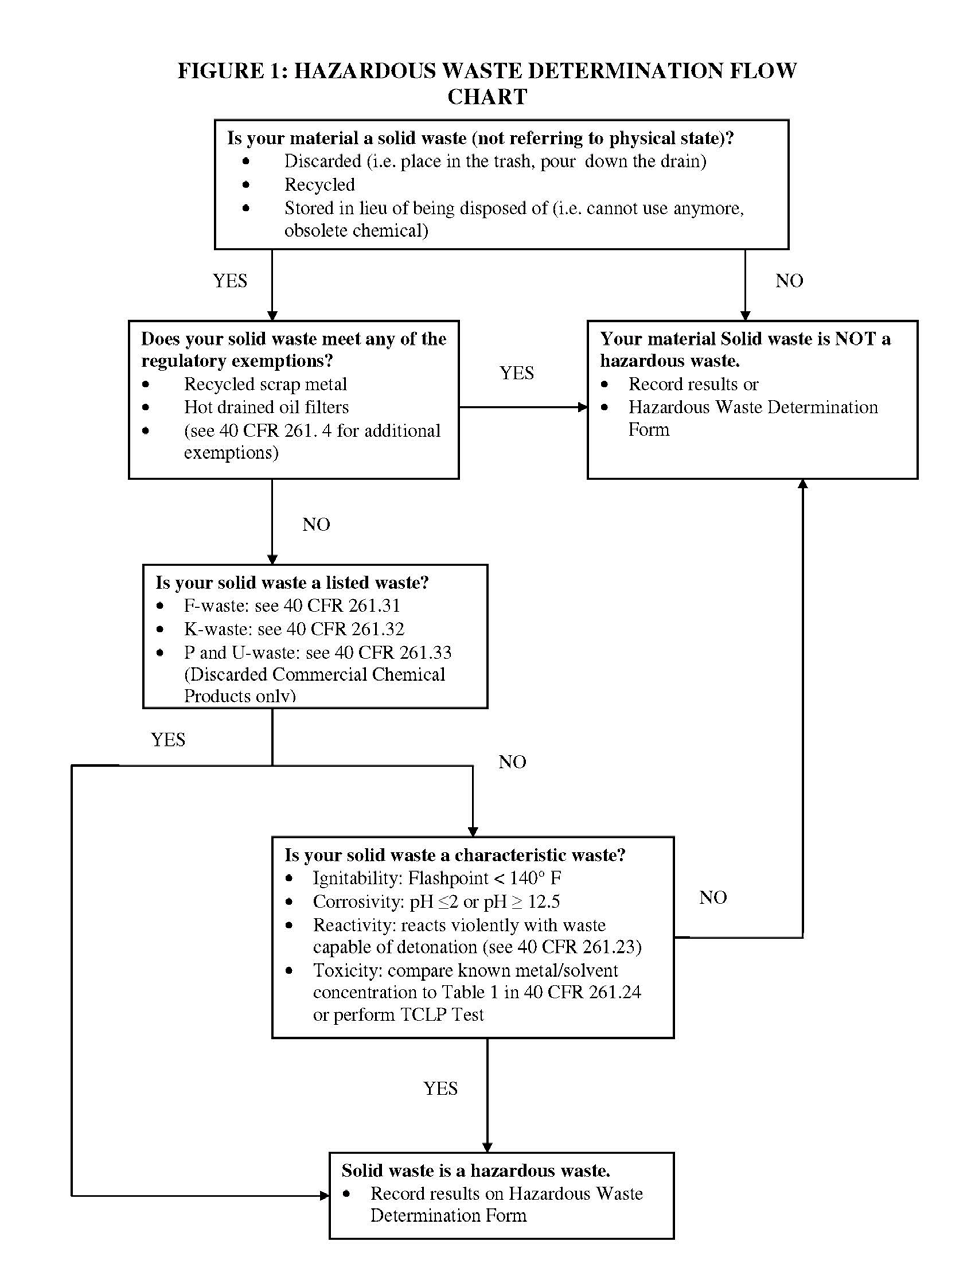 FIGURE 1: HAZARDOUS WASTE DETERMINATION FLOW
CHART
Is your material a solid waste (not referring to physical state)?
• Discarded (i.e. place in the trash, pour down the drain)
• Recycled
• Stored in lieu of being disposed of (i.e. cannot use anymore,
obsolete chemical)
YES
NO
Does your solid waste meet any of the
regulatory exemptions?
• Recycled scrap metal
• Hot drained oil filters
• (see 40 CFR 261. 4 for additional
exemptions)
YES
Your material Solid waste is NOT a
hazardous waste.
• Record results or
• Hazardous Waste Determination
Form
NO
Is your solid waste a listed waste?
• F-waste: see 40 CFR 261.31
• K-waste: see 40 CFR 261.32
• P and U-waste: see 40 CFR 261.33
(Discarded Commercial Chemical
Products only)
YES
NO
Is your solid waste a characteristic waste?
• Ignitability: Flashpoint < 140° F
• Corrosivity: pH ≤2 or pH ≥ 12.5
• Reactivity: reacts violently with waste
capable of detonation (see 40 CFR 261.23)
• Toxicity: compare known metal/solvent
concentration to Table 1 in 40 CFR 261.24
or perform TCLP Test
NO
YES
Solid waste is a hazardous waste.
• Record results on Hazardous Waste
Determination Form